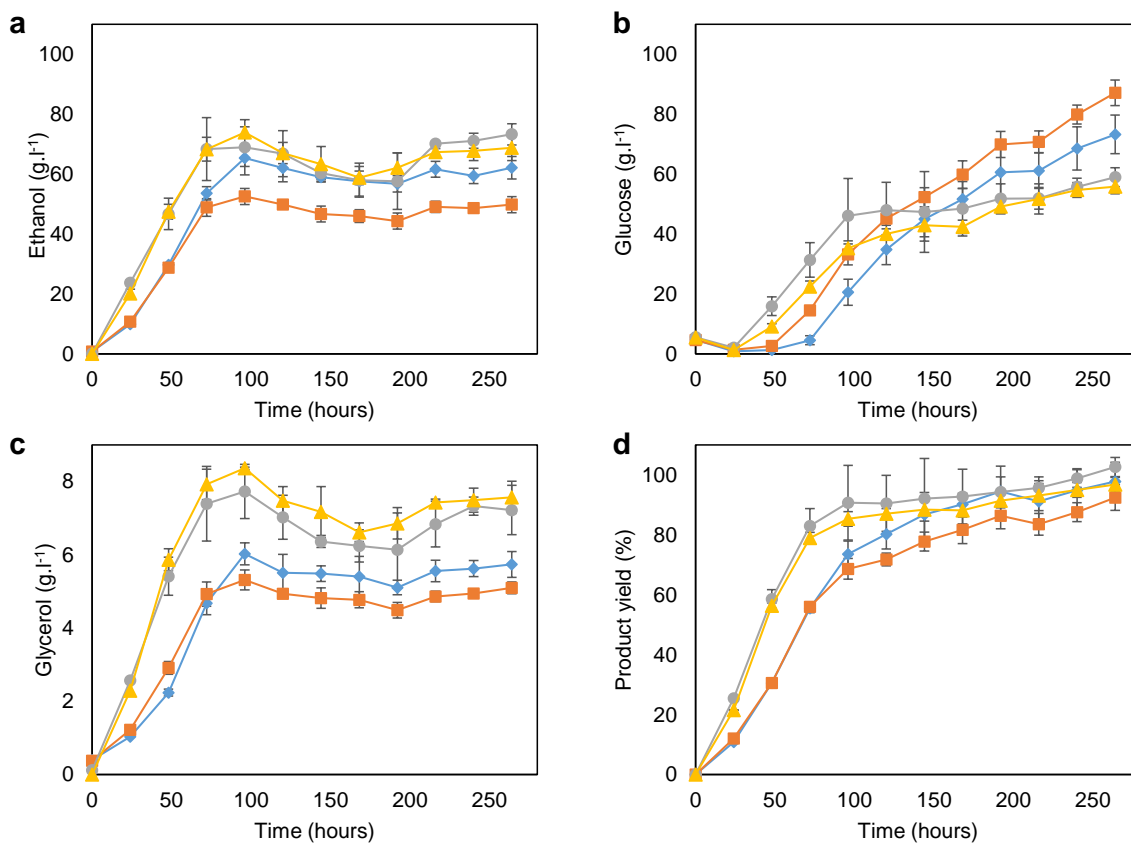 a
100
80
60
40
20
0
Ethanol (g.l-1)
0 50 100 150 200 250
Time (hours)
b
100
80
60
40
20
0
Glucose (g.l-1)
0 50 100 150 200 250
Time (hours)
c
8
6
4
2
0
Glycerol (g.l-1)
0 50 100 150 200 250
Time (hours)
d
100
80
60
40
20
0
Product yield (%)
0 50 100 150 200 250
Time (hours)